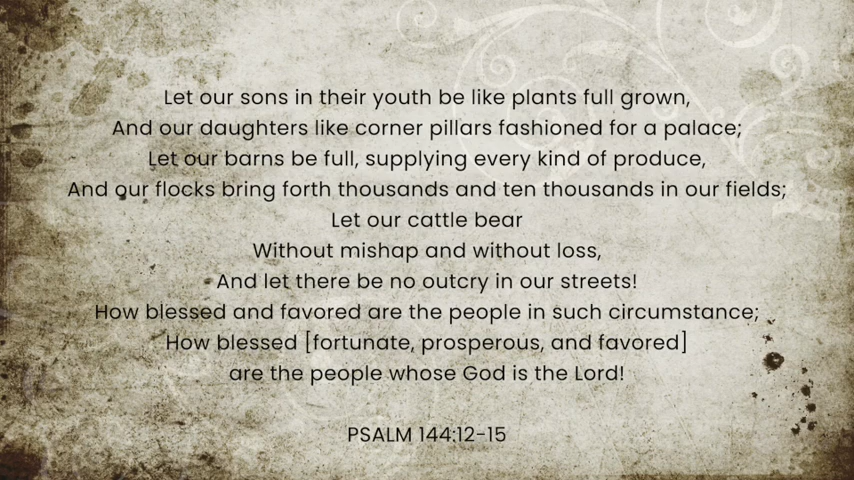 Let our sons in their youth be like plants full grown,
And our daughters like corner pillars fashioned for a palace;
Let our barns be full, supplying every kind of produce,
And our flocks bring forth thousands and ten thousands in our fields;
Let our cattle bear
Without mishap and without loss,
And let there be no outcry in our streets!
How blessed and favored are the people in such circumstance;
How blessed [fortunate, prosperous, and favored]
are the people whose God is the Lord!
PSALM 144:12-15